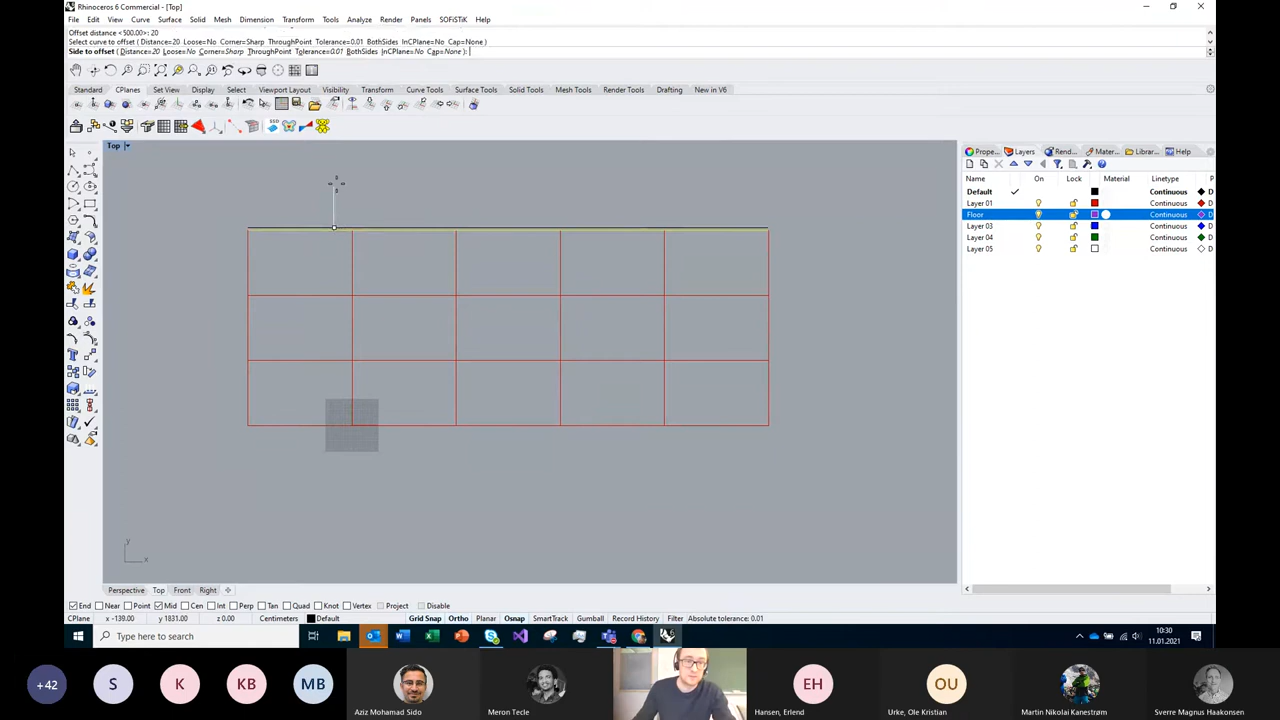 Rhinoceros 6 Commercial - [Top]
File Edit View Curve Surface Solid Mesh Dimension Transform Tools Analyze Render Panels SOFiSTiK Help
Offset distance <500.00>: 20
Select curve to offset ( Distance=20 Loose=No Corner=Sharp ThroughPoint Tolerance=0.01 BothSides InCPlane=No Cap=None )
Side to offset ( Distance=20 Loose=No Corner=Sharp ThroughPoint Tolerance=0.01 BothSides InCPlane=No Cap=None ):
Standard CPlanes Set View Display Select Viewport Layout Visibility Transform Curve Tools Surface Tools Solid Tools Mesh Tools Render Tools Drafting New in V6
Top
Prope... Layers Rend... Mater... Librar... Help
Name On Lock Color Material Linetype P
Default Continuous D
Layer 01 Continuous D
Floor Continuous D
Layer 03 Continuous D
Layer 04 Continuous D
Layer 05 Continuous D
y
x
Perspective Top Front Right
End Near Point Mid Cen Int Perp Tan Quad Knot Vertex Project Disable
CPlane x -139.00 y 1831.00 z 0.00 Centimeters Default Grid Snap Ortho Planar Osnap SmartTrack Gumball Record History Filter Absolute tolerance: 0.01
Type here to search
10:30
11.01.2021
+42 S K KB MB EH OU
Aziz Mohamad Sido Meron Tecle Hansen, Erlend Urke, Ole Kristian Martin Nikolai Kanestrøm Sverre Magnus Haakonsen